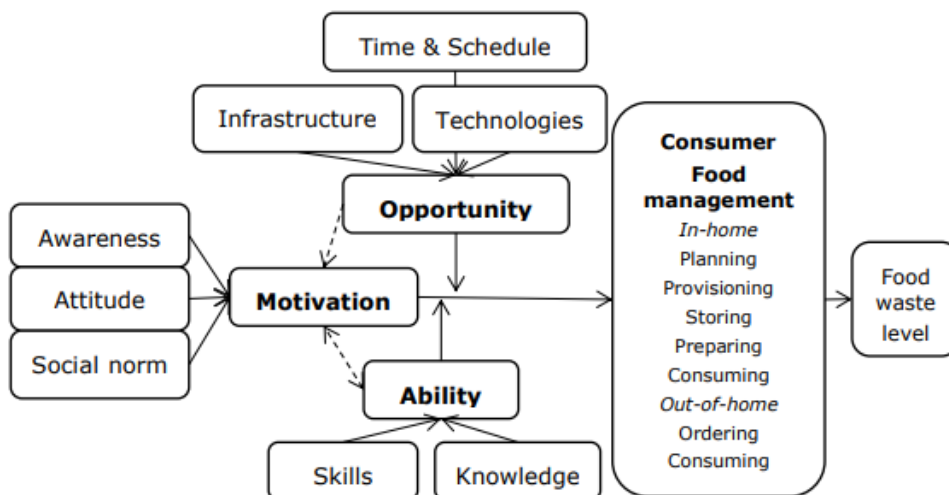 Time & Schedule
Infrastructure
Technologies
Opportunity
Awareness
Attitude
Social norm
Motivation
Ability
Skills
Knowledge
Consumer
Food
management
In-home
Planning
Provisioning
Storing
Preparing
Consuming
Out-of-home
Ordering
Consuming
Food
waste
level